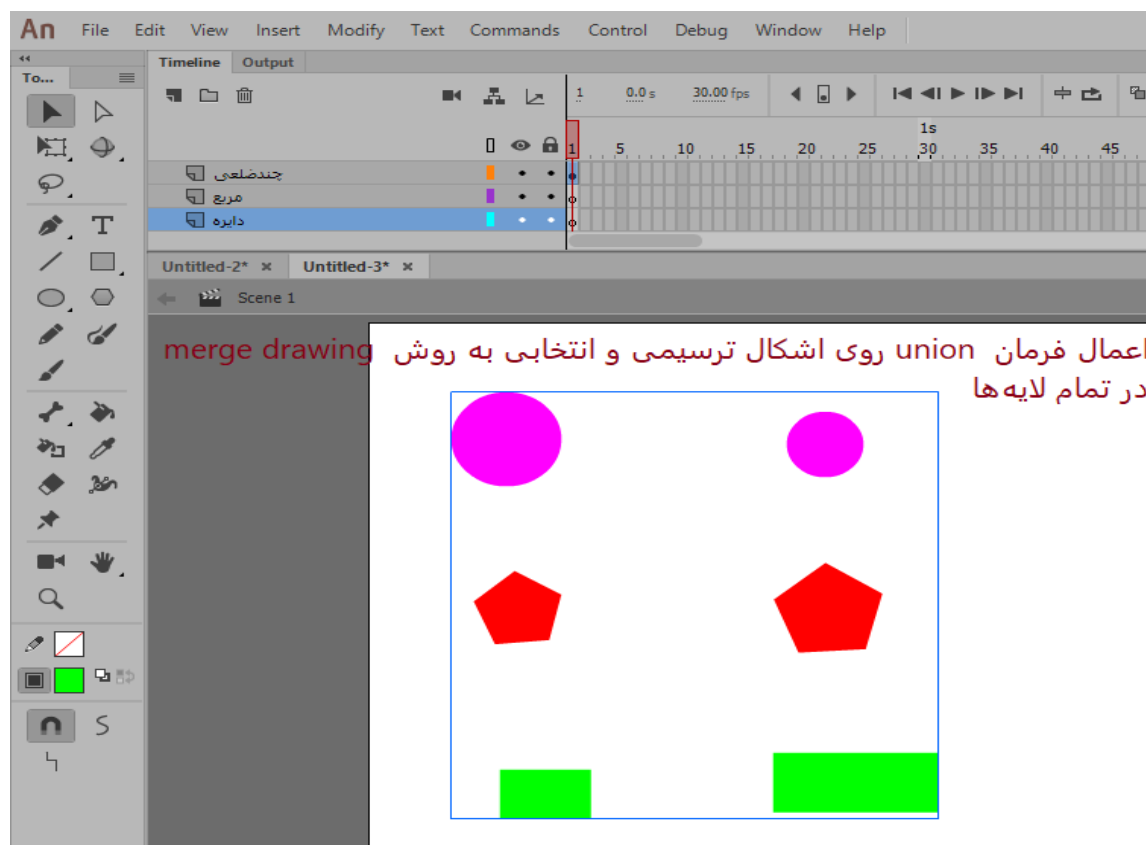 An File Edit View Insert Modify Text Commands Control Debug Window Help
To...
Timeline Output
1 0.0 s 30.00 fps
1s
1 5 10 15 20 25 30 35 40 45
چندضلعی
مربع
دایره
Untitled-2* × Untitled-3* ×
Scene 1
اعمال فرمان union روی اشکال ترسیمی و انتخابی به روش merge drawing
در تمام لایه‌ها